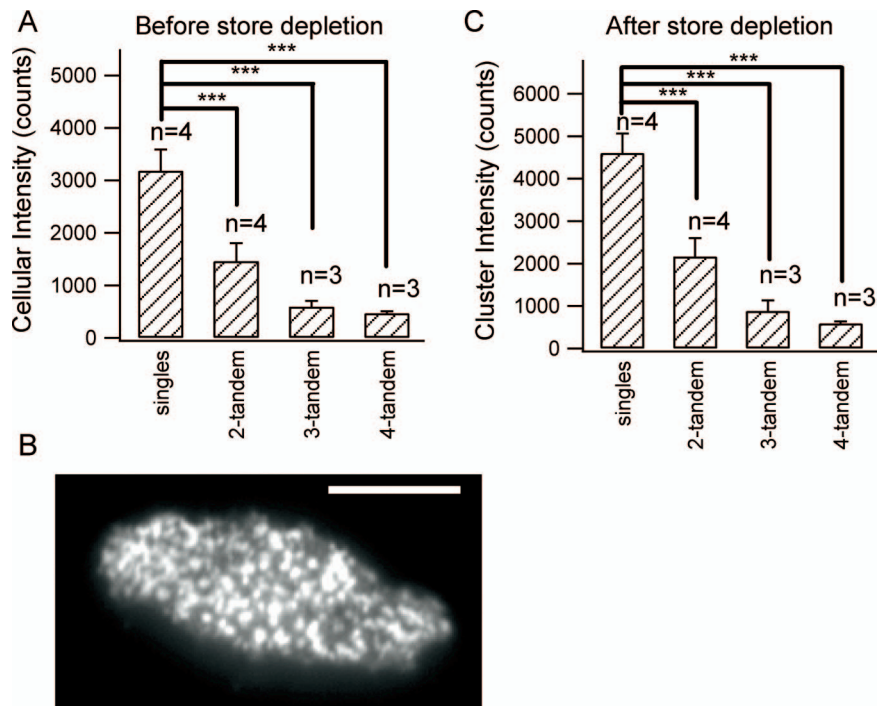 A
Before store depletion
Cellular Intensity (counts)
5000
4000
3000
2000
1000
0
***
***
***
n=4
n=4
n=3
n=3
singles
2-tandem
3-tandem
4-tandem
C
After store depletion
Cluster Intensity (counts)
6000
5000
4000
3000
2000
1000
0
***
***
***
n=4
n=4
n=3
n=3
singles
2-tandem
3-tandem
4-tandem
B